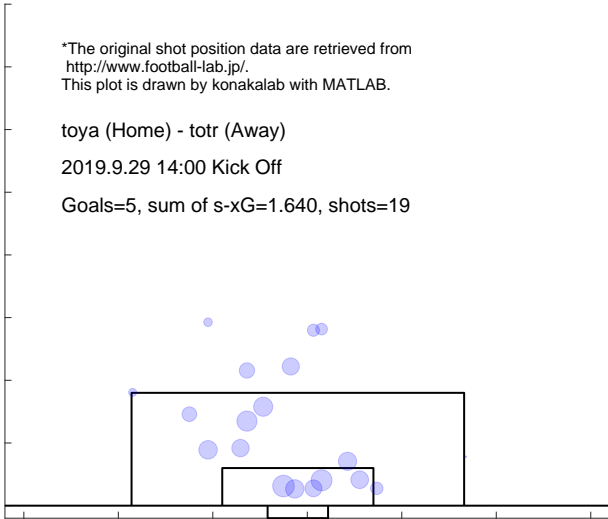 *The original shot position data are retrieved from
http://www.football-lab.jp/.
This plot is drawn by konakalab with MATLAB.
toya (Home) - totr (Away)
2019.9.29 14:00 Kick Off
Goals=5, sum of s-xG=1.640, shots=19